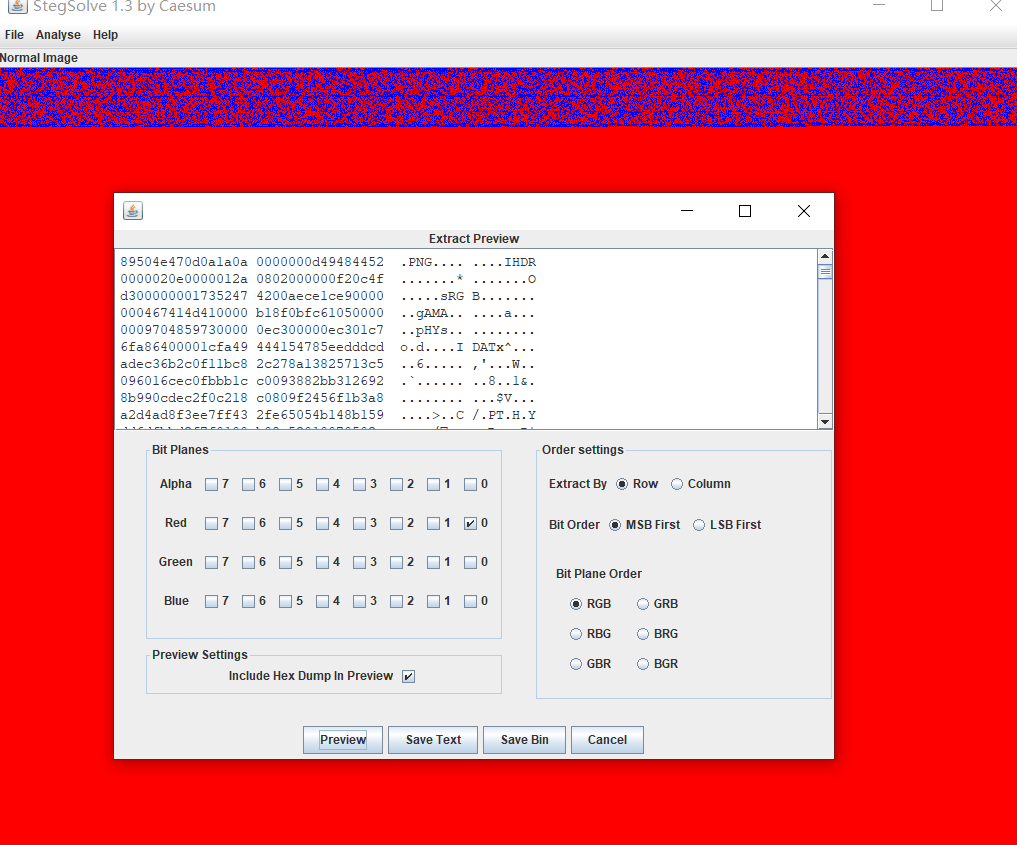 StegSolve 1.3 by Caesum
File Analyse Help
Normal Image
Extract Preview
89504e470d0a1a0a 0000000d49484452 .PNG.... ....IHDR
0000020e0000012a 0802000000f20c4f .......* .......O
d300000001735247 4200aece1ce90000 .....sRG B.......
000467414d410000 b18f0bfc61050000 ..gAMA.. ....a...
0009704859730000 0ec300000ec301c7 ..pHYs.. ........
6fa86400001cfa49 444154785eedddcd o.d....I DATx^...
adec36b2c0f11bc8 2c278a13825713c5 ..6..... ,'...W..
096016cec0fbbb1c c0093882bb312692 .`...... ..8..1&.
8b990cdec2f0c218 c0809f2456f1b3a8 ........ ...$V...
a2d4ad8f3ee7ff43 2fe65054b148b159 ....>..C /.PT.H.Y
Bit Planes
Alpha 7 6 5 4 3 2 1 0
Red 7 6 5 4 3 2 1 0
Green 7 6 5 4 3 2 1 0
Blue 7 6 5 4 3 2 1 0
Preview Settings
Include Hex Dump In Preview
Order settings
Extract By Row Column
Bit Order MSB First LSB First
Bit Plane Order
RGB GRB
RBG BRG
GBR BGR
Preview Save Text Save Bin Cancel